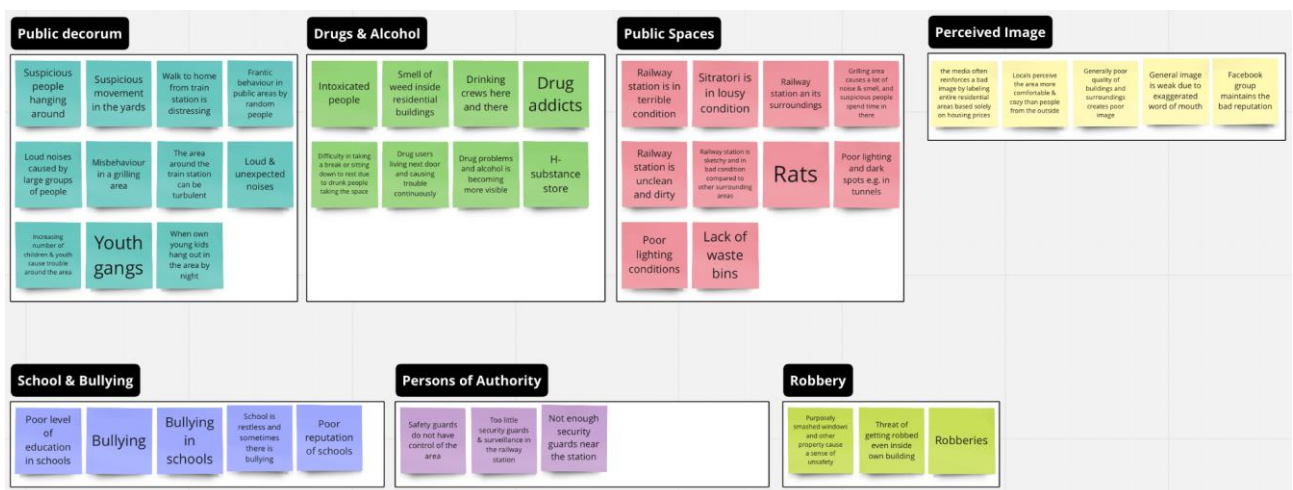 Public decorum
Suspicious
people
hanging
around
Suspicious
movement
in the yards
Walk to home
from train
station is
distressing
Frantic
behaviour in
public areas by
random
people
Loud noises
caused by
large groups
of people
Misbehaviour
in a grilling
area
The area
around the
train station
can be
turbulent
Loud &
unexpected
noises
Increasing
number of
children & youth
cause trouble
around the area
Youth
gangs
When own
young kids
hang out in
the area by
night
Drugs & Alcohol
Intoxicated
people
Smell of
weed inside
residential
buildings
Drinking
crews here
and there
Drug
addicts
Difficulty in taking
a break or sitting
down to rest due
to drunk people
taking the space
Drug users
living next door
and causing
trouble
continuously
Drug problems
and alcohol is
becoming
more visible
H-
substance
store
Public Spaces
Railway
station is in
terrible
condition
Sitratori is
in lousy
condition
Railway
station an its
surroundings
Grilling area
causes a lot of
noise & smell, and
suspicious people
spend time in
there
Railway
station is
unclean
and dirty
Railway station is
sketchy and in
bad condition
compared to
other surrounding
areas
Rats
Poor lighting
and dark
spots e.g. in
tunnels
Poor
lighting
conditions
Lack of
waste
bins
Perceived Image
the media often
reinforces a bad
image by labeling
entire residential
areas based solely
on housing prices
Locals perceive
the area more
comfortable &
cozy than people
from the outside
Generally poor
quality of
buildings and
surroundings
creates poor
image
General image
is weak due to
exaggerated
word of mouth
Facebook
group
maintains the
bad reputation
School & Bullying
Poor level
of
education
in schools
Bullying
Bullying
in
schools
School is
restless and
sometimes
there is
bullying
Poor
reputation
of schools
Persons of Authority
Safety guards
do not have
control of the
area
Too little
security guards
& surveillance in
the railway
station
Not enough
security
guards near
the station
Robbery
Purposely
smashed windows
and other
property cause
a sense of
unsafety
Threat of
getting robbed
even inside
own building
Robberies